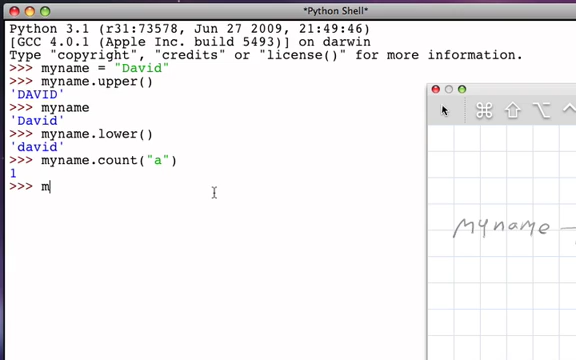 *Python Shell*
Python 3.1 (r31:73578, Jun 27 2009, 21:49:46)
[GCC 4.0.1 (Apple Inc. build 5493)] on darwin
Type "copyright", "credits" or "license()" for more information.
>>> myname = "David"
>>> myname.upper()
'DAVID'
>>> myname
'David'
>>> myname.lower()
'david'
>>> myname.count("a")
1
>>> m
myname